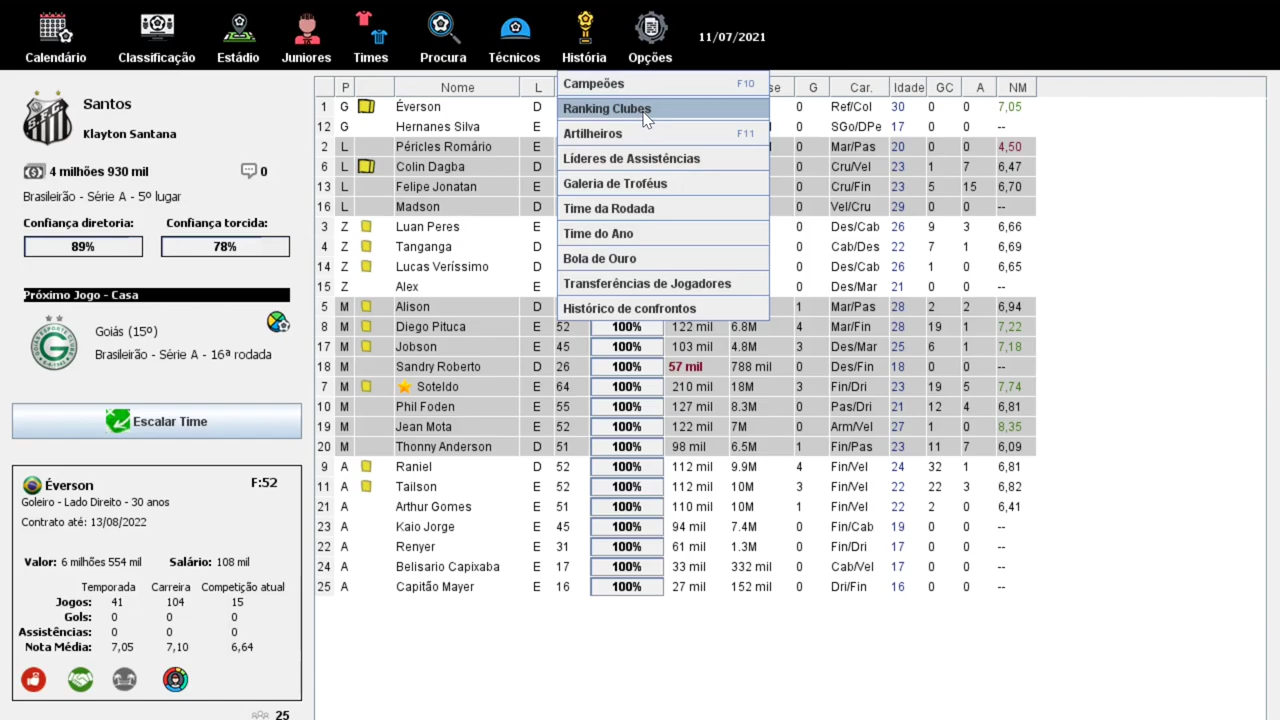 Calendário Classificação Estádio Juniores Times Procura Técnicos História Opções 11/07/2021
Santos
Klayton Santana
4 milhões 930 mil 0
Brasileirão - Série A - 5º lugar
Confiança diretoria: Confiança torcida:
89% 78%
Próximo Jogo - Casa
Goiás (15º)
Brasileirão - Série A - 16ª rodada
Escalar Time
Éverson F:52
Goleiro - Lado Direito - 30 anos
Contrato até: 13/08/2022
Valor: 6 milhões 554 mil Salário: 108 mil
Temporada Carreira Competição atual
Jogos: 41 104 15
Gols: 0 0 0
Assistências: 0 0 0
Nota Média: 7,05 7,10 6,64
25
Campeões F10
Ranking Clubes
Artilheiros F11
Líderes de Assistências
Galeria de Troféus
Time da Rodada
Time do Ano
Bola de Ouro
Transferências de Jogadores
Histórico de confrontos
P Nome L se G Car. Idade GC A NM
1 G Éverson D 0 Ref/Col 30 0 0 7,05
12 G Hernanes Silva E 0 SGo/DPe 17 0 0 --
2 L Péricles Romário E 0 Mar/Pas 20 0 0 4,50
6 L Colin Dagba D 0 Cru/Vel 23 1 7 6,47
13 L Felipe Jonatan E 0 Cru/Fin 23 5 15 6,70
16 L Madson D 0 Vel/Cru 29 0 0 --
3 Z Luan Peres E 0 Des/Cab 26 9 3 6,66
4 Z Tanganga D 0 Cab/Des 22 7 1 6,69
14 Z Lucas Veríssimo D 0 Des/Cab 26 1 0 6,65
15 Z Alex D 0 Des/Mar 21 0 0 --
5 M Alison D 1 Mar/Pas 28 2 2 6,94
8 M Diego Pituca E 52 100% 122 mil 6.8M 4 Mar/Fin 28 19 1 7,22
17 M Jobson E 45 100% 103 mil 4.8M 3 Des/Mar 25 6 1 7,18
18 M Sandry Roberto D 26 100% 57 mil 788 mil 0 Des/Fin 18 0 0 --
7 M Soteldo E 64 100% 210 mil 18M 3 Fin/Dri 23 19 5 7,74
10 M Phil Foden E 55 100% 127 mil 8.3M 0 Pas/Dri 21 12 4 6,81
19 M Jean Mota E 52 100% 122 mil 7M 0 Arm/Vel 27 1 0 8,35
20 M Thonny Anderson D 51 100% 98 mil 6.5M 1 Fin/Pas 23 11 7 6,09
9 A Raniel D 52 100% 112 mil 9.9M 4 Fin/Vel 24 32 1 6,81
11 A Tailson E 52 100% 112 mil 10M 3 Fin/Vel 22 22 3 6,82
21 A Arthur Gomes E 51 100% 110 mil 10M 1 Fin/Vel 22 2 0 6,41
23 A Kaio Jorge E 45 100% 94 mil 7.4M 0 Fin/Cab 19 0 0 --
22 A Renyer E 31 100% 61 mil 1.3M 0 Fin/Dri 17 0 0 --
24 A Belisario Capixaba E 17 100% 33 mil 332 mil 0 Cab/Vel 17 0 0 --
25 A Capitão Mayer E 16 100% 27 mil 152 mil 0 Dri/Fin 16 0 0 --